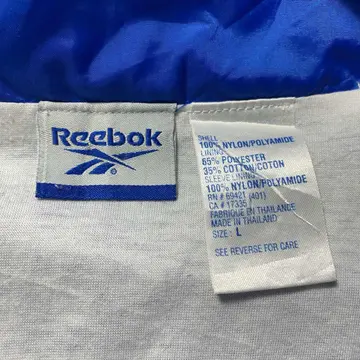 Reebok
SHELL
100% NYLON/POLYAMIDE
LINING
65% POLYESTER
35% COTTON/COTON
SLEEVE LINING
100% NYLON/POLYAMIDE
RN # 69421 (401)
CA # 17335
FABRIQUE EN THAILANDE
MADE IN THAILAND
SIZE: L
SEE REVERSE FOR CARE